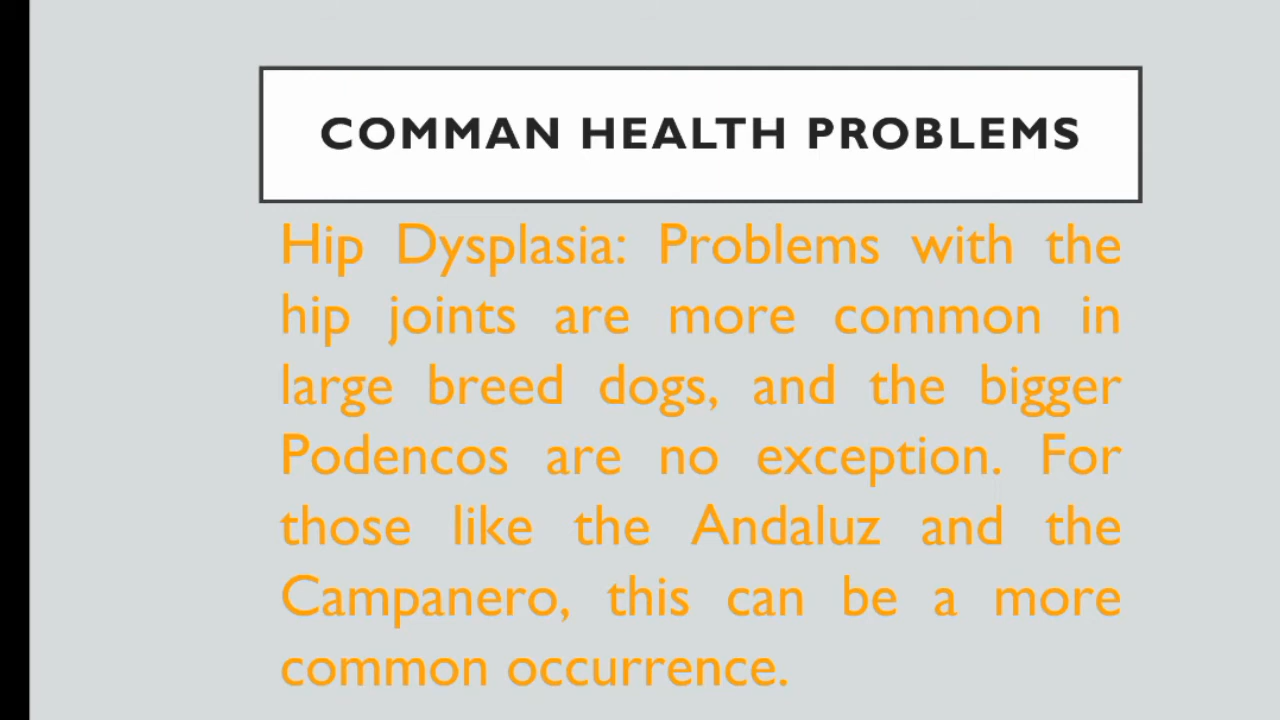 COMMAN HEALTH PROBLEMS
Hip Dysplasia: Problems with the
hip joints are more common in
large breed dogs, and the bigger
Podencos are no exception. For
those like the Andaluz and the
Campanero, this can be a more
common occurrence.